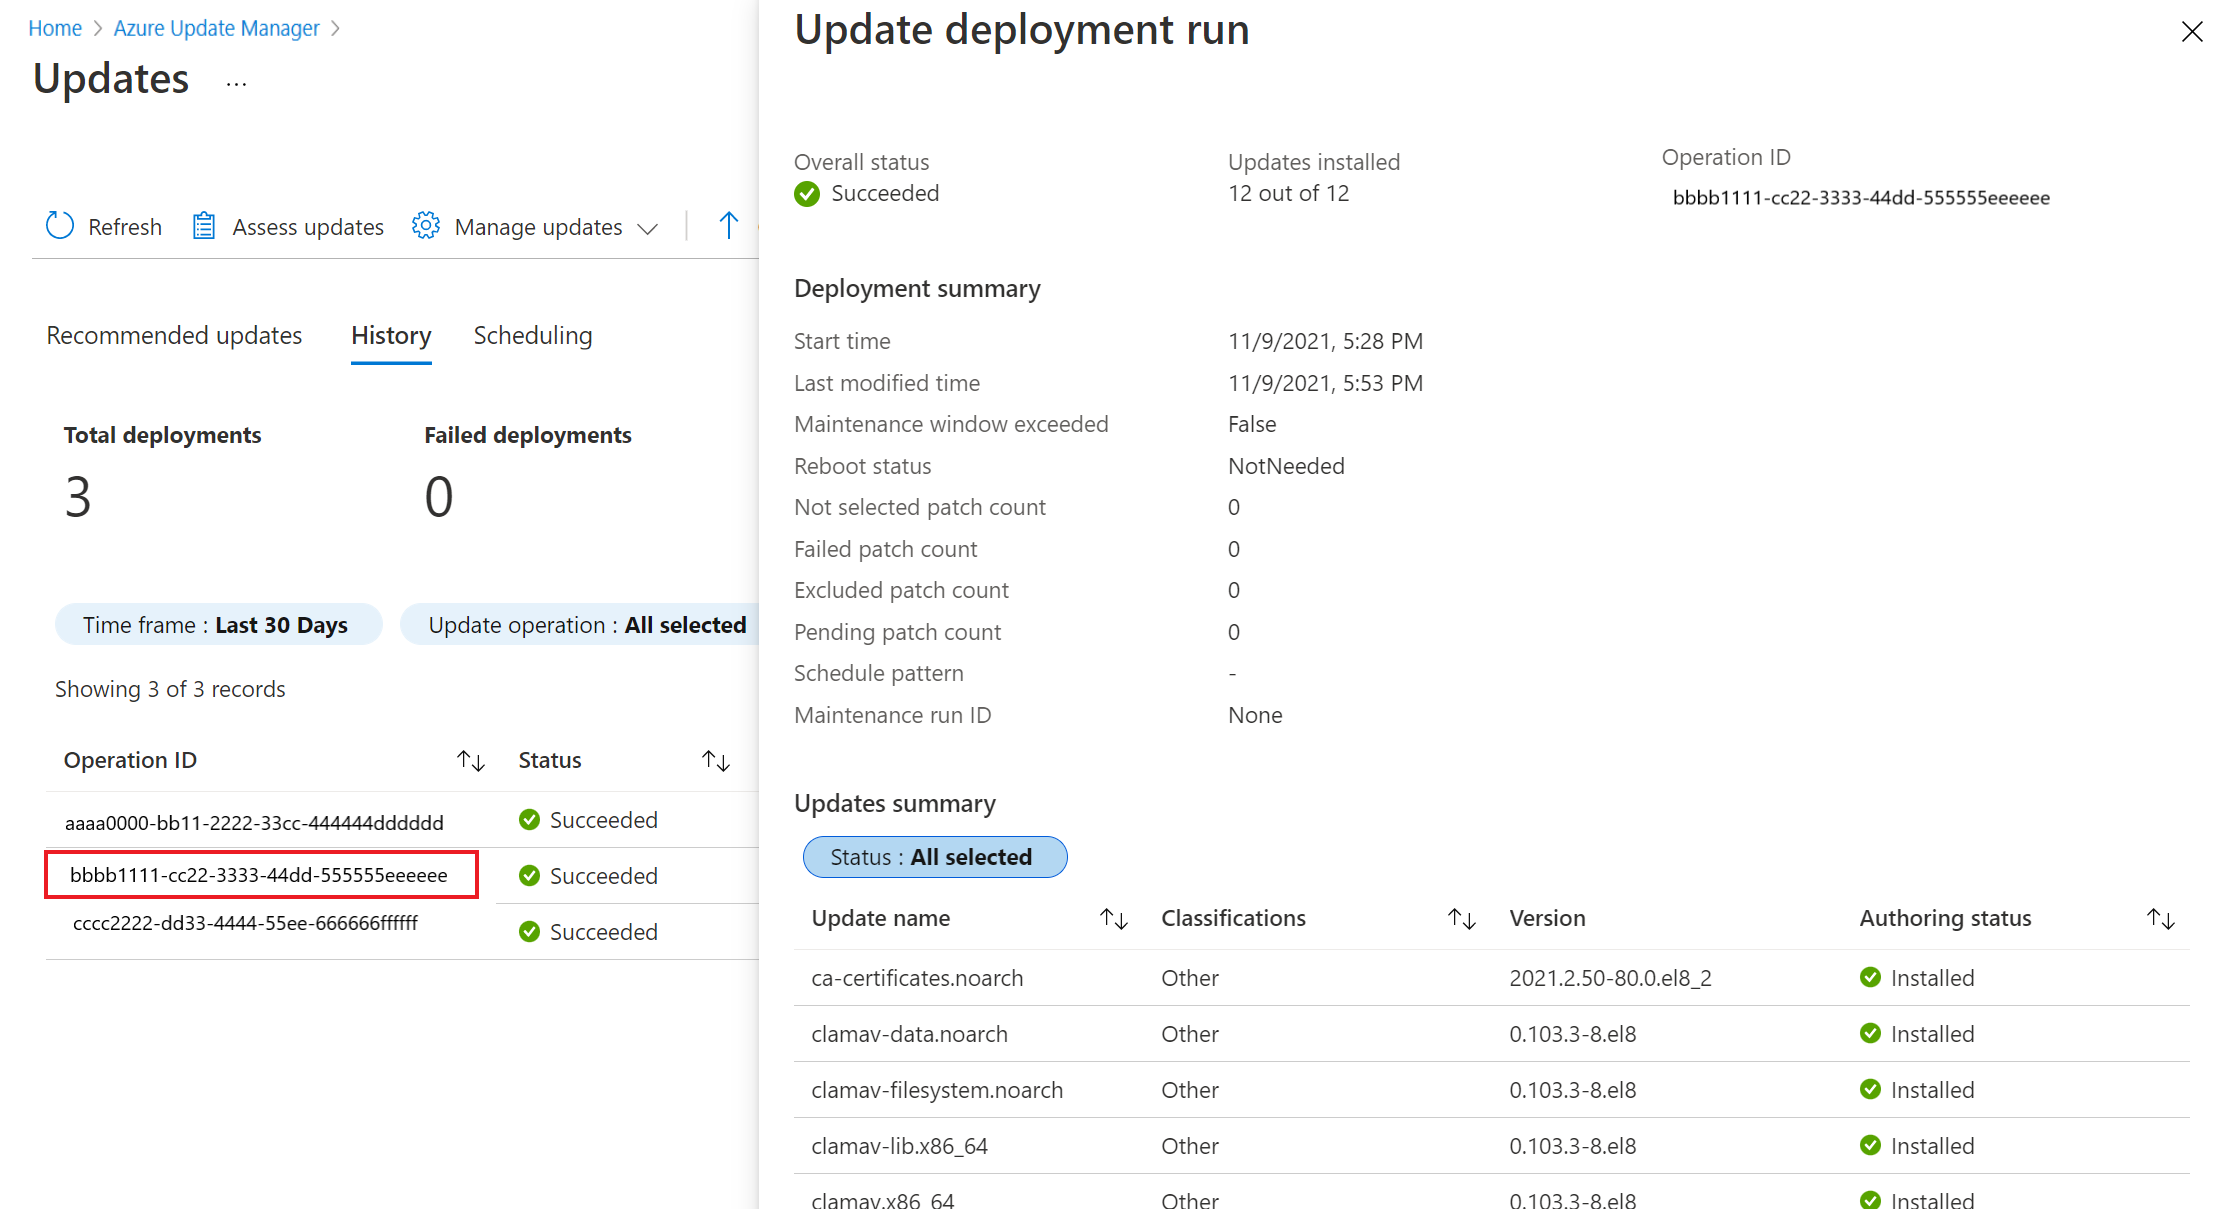 Home > Azure Update Manager >
Updates ...
Refresh Assess updates Manage updates
Recommended updates History Scheduling
Total deployments Failed deployments
3 0
Time frame : Last 30 Days Update operation : All selected
Showing 3 of 3 records
Operation ID Status
aaaa0000-bb11-2222-33cc-444444dddddd Succeeded
bbbb1111-cc22-3333-44dd-555555eeeeee Succeeded
cccc2222-dd33-4444-55ee-666666ffffff Succeeded
Update deployment run
Overall status Updates installed Operation ID
Succeeded 12 out of 12 bbbb1111-cc22-3333-44dd-555555eeeeee
Deployment summary
Start time 11/9/2021, 5:28 PM
Last modified time 11/9/2021, 5:53 PM
Maintenance window exceeded False
Reboot status NotNeeded
Not selected patch count 0
Failed patch count 0
Excluded patch count 0
Pending patch count 0
Schedule pattern -
Maintenance run ID None
Updates summary
Status : All selected
Update name Classifications Version Authoring status
ca-certificates.noarch Other 2021.2.50-80.0.el8_2 Installed
clamav-data.noarch Other 0.103.3-8.el8 Installed
clamav-filesystem.noarch Other 0.103.3-8.el8 Installed
clamav-lib.x86_64 Other 0.103.3-8.el8 Installed
clamav.x86_64 Other 0.103.3-8.el8 Installed